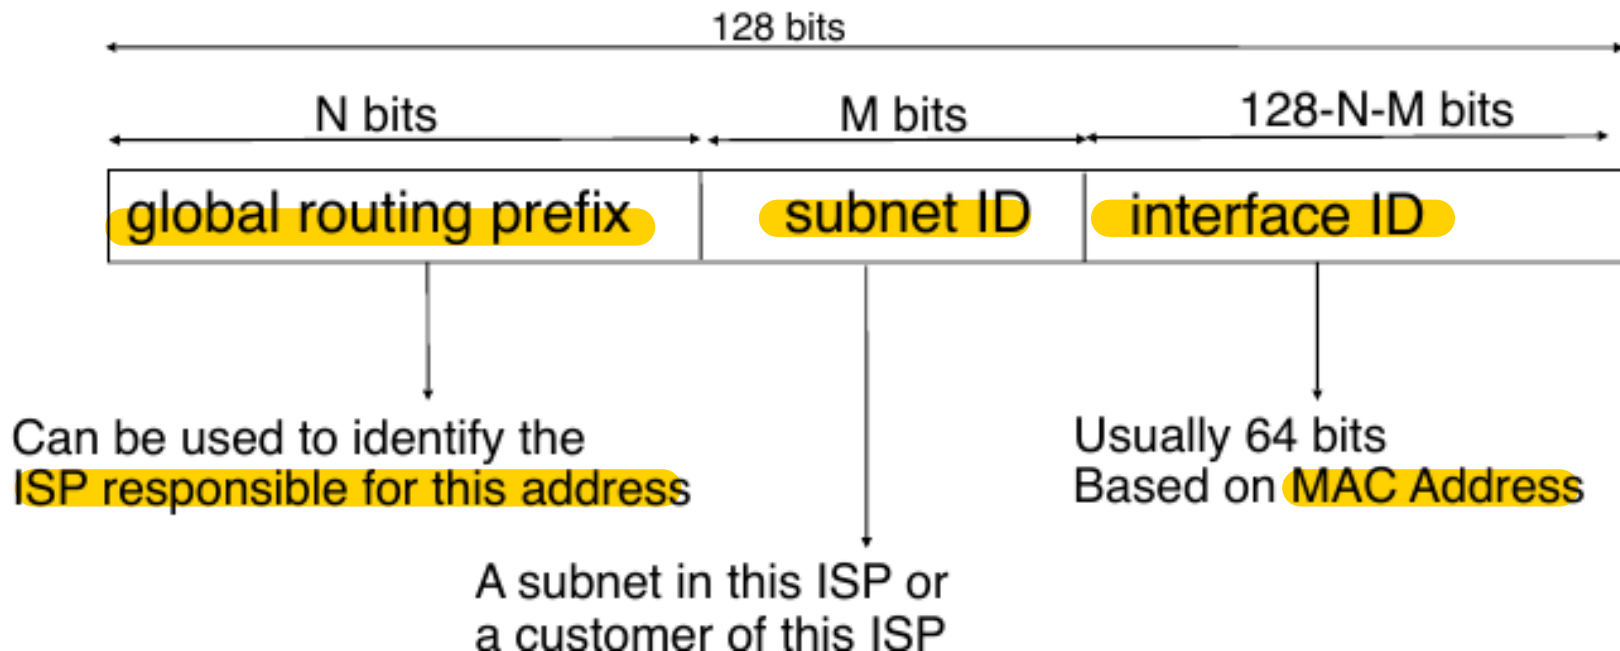 128 bits
N bits
M bits
128-N-M bits
global routing prefix
subnet ID
interface ID
Can be used to identify the
ISP responsible for this address
Usually 64 bits
Based on MAC Address
A subnet in this ISP or
a customer of this ISP